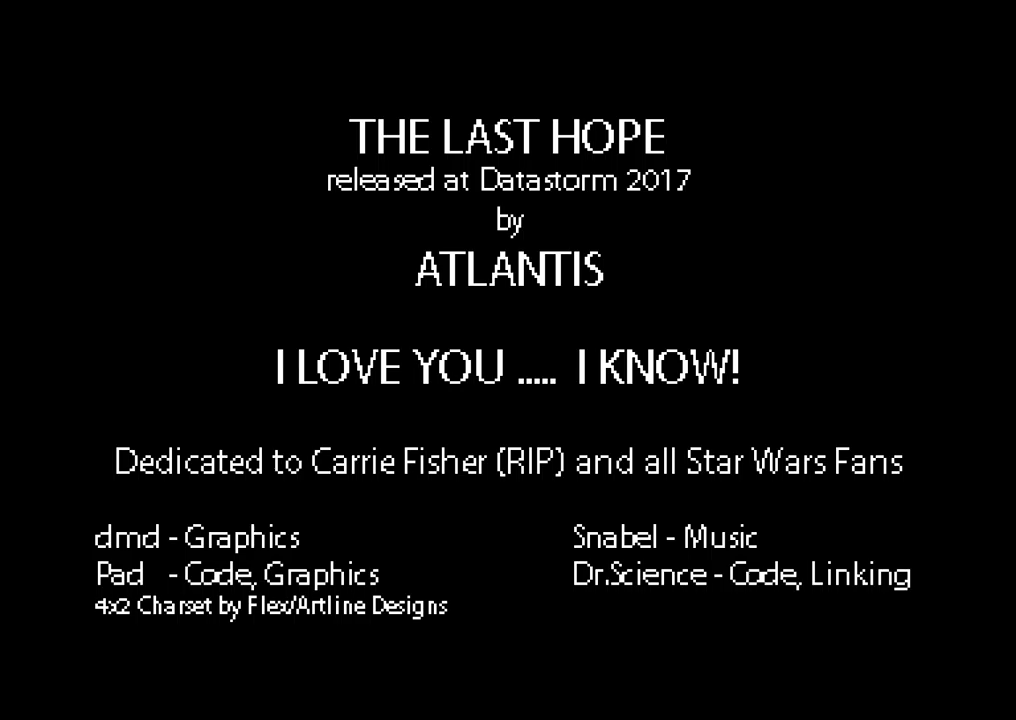 THE LAST HOPE
released at Datastorm 2017
by
ATLANTIS
I LOVE YOU ..... I KNOW!
Dedicated to Carrie Fisher (RIP) and all Star Wars Fans
dmd - Graphics
Pad - Code, Graphics
4x2 Charset by Flex/Artline Designs
Snabel - Music
Dr.Science - Code, Linking